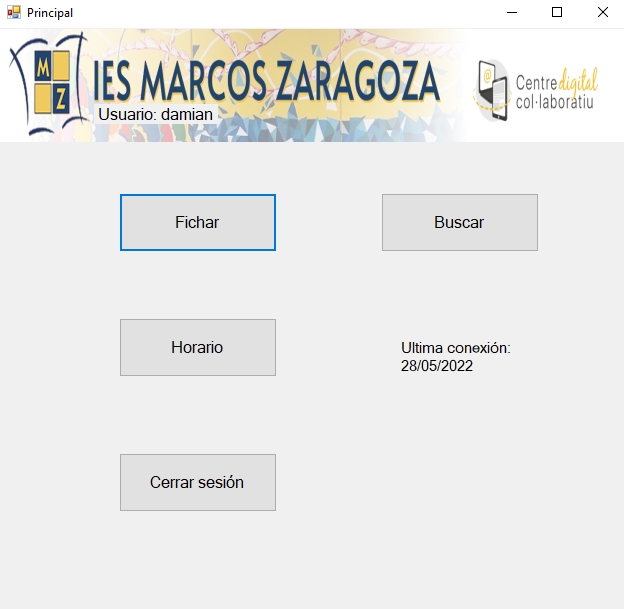 Principal
M
Z
IES MARCOS ZARAGOZA
Usuario: damian
@
Centre digital
col·laboratiu
Fichar
Buscar
Horario
Ultima conexión:
28/05/2022
Cerrar sesión